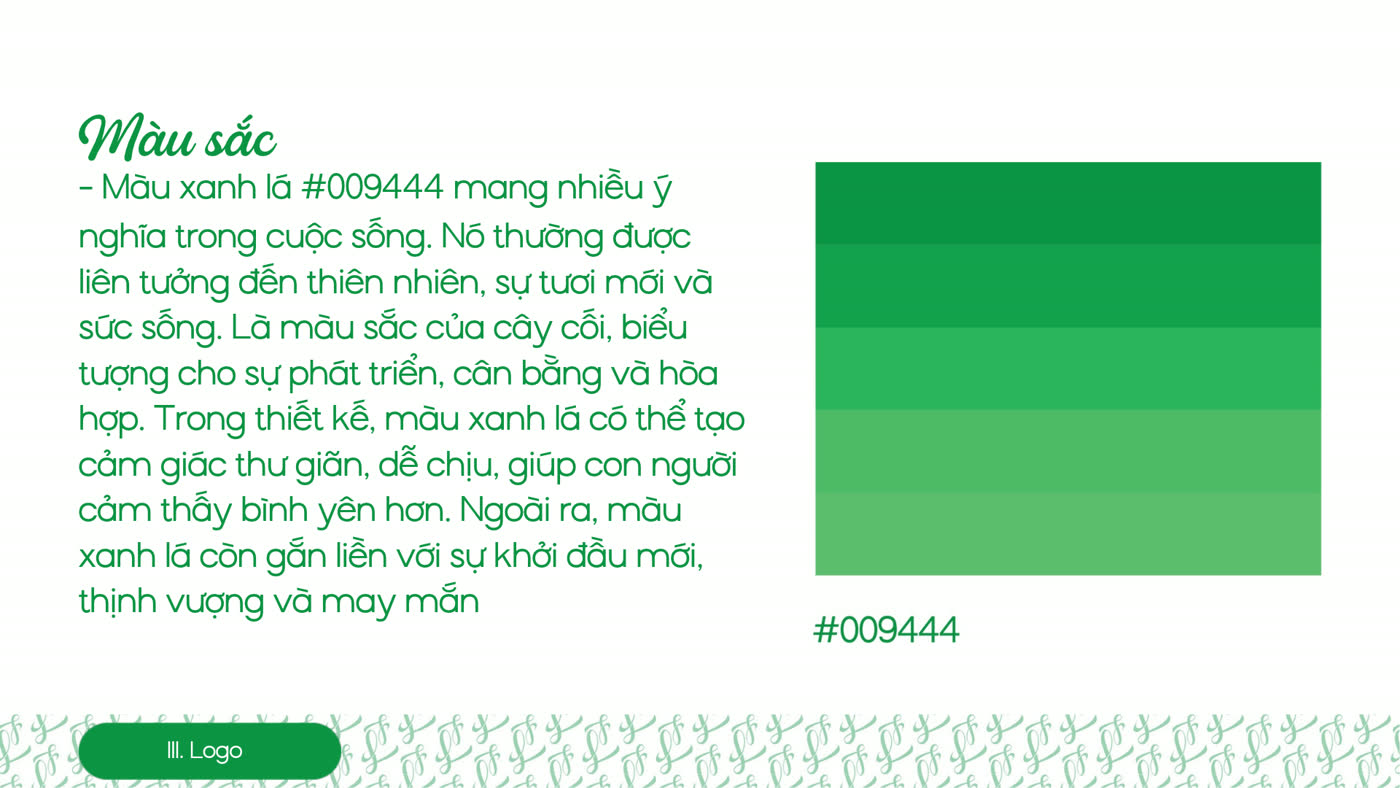 Màu sắc
- Màu xanh lá #009444 mang nhiều ý
nghĩa trong cuộc sống. Nó thường được
liên tưởng đến thiên nhiên, sự tươi mới và
sức sống. Là màu sắc của cây cối, biểu
tượng cho sự phát triển, cân bằng và hòa
hợp. Trong thiết kế, màu xanh lá có thể tạo
cảm giác thư giãn, dễ chịu, giúp con người
cảm thấy bình yên hơn. Ngoài ra, màu
xanh lá còn gắn liền với sự khởi đầu mới,
thịnh vượng và may mắn
#009444
III. Logo